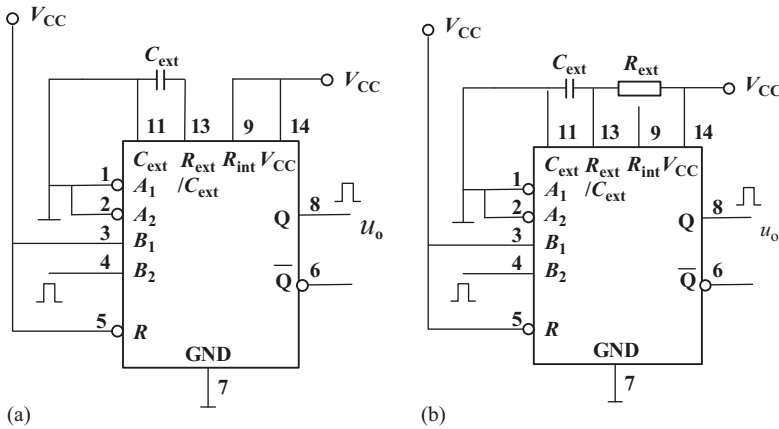 V_CC
C_ext
V_CC
11 13 9 14
C_ext R_ext/C_ext R_int V_CC
1 A_1
2 A_2
3 B_1
4 B_2
5 R
Q 8
u_o
Q̅ 6
GND
7
(a)
V_CC
C_ext R_ext
V_CC
11 13 9 14
C_ext R_ext/C_ext R_int V_CC
1 A_1
2 A_2
3 B_1
4 B_2
5 R
Q 8
u_o
Q̅ 6
GND
7
(b)